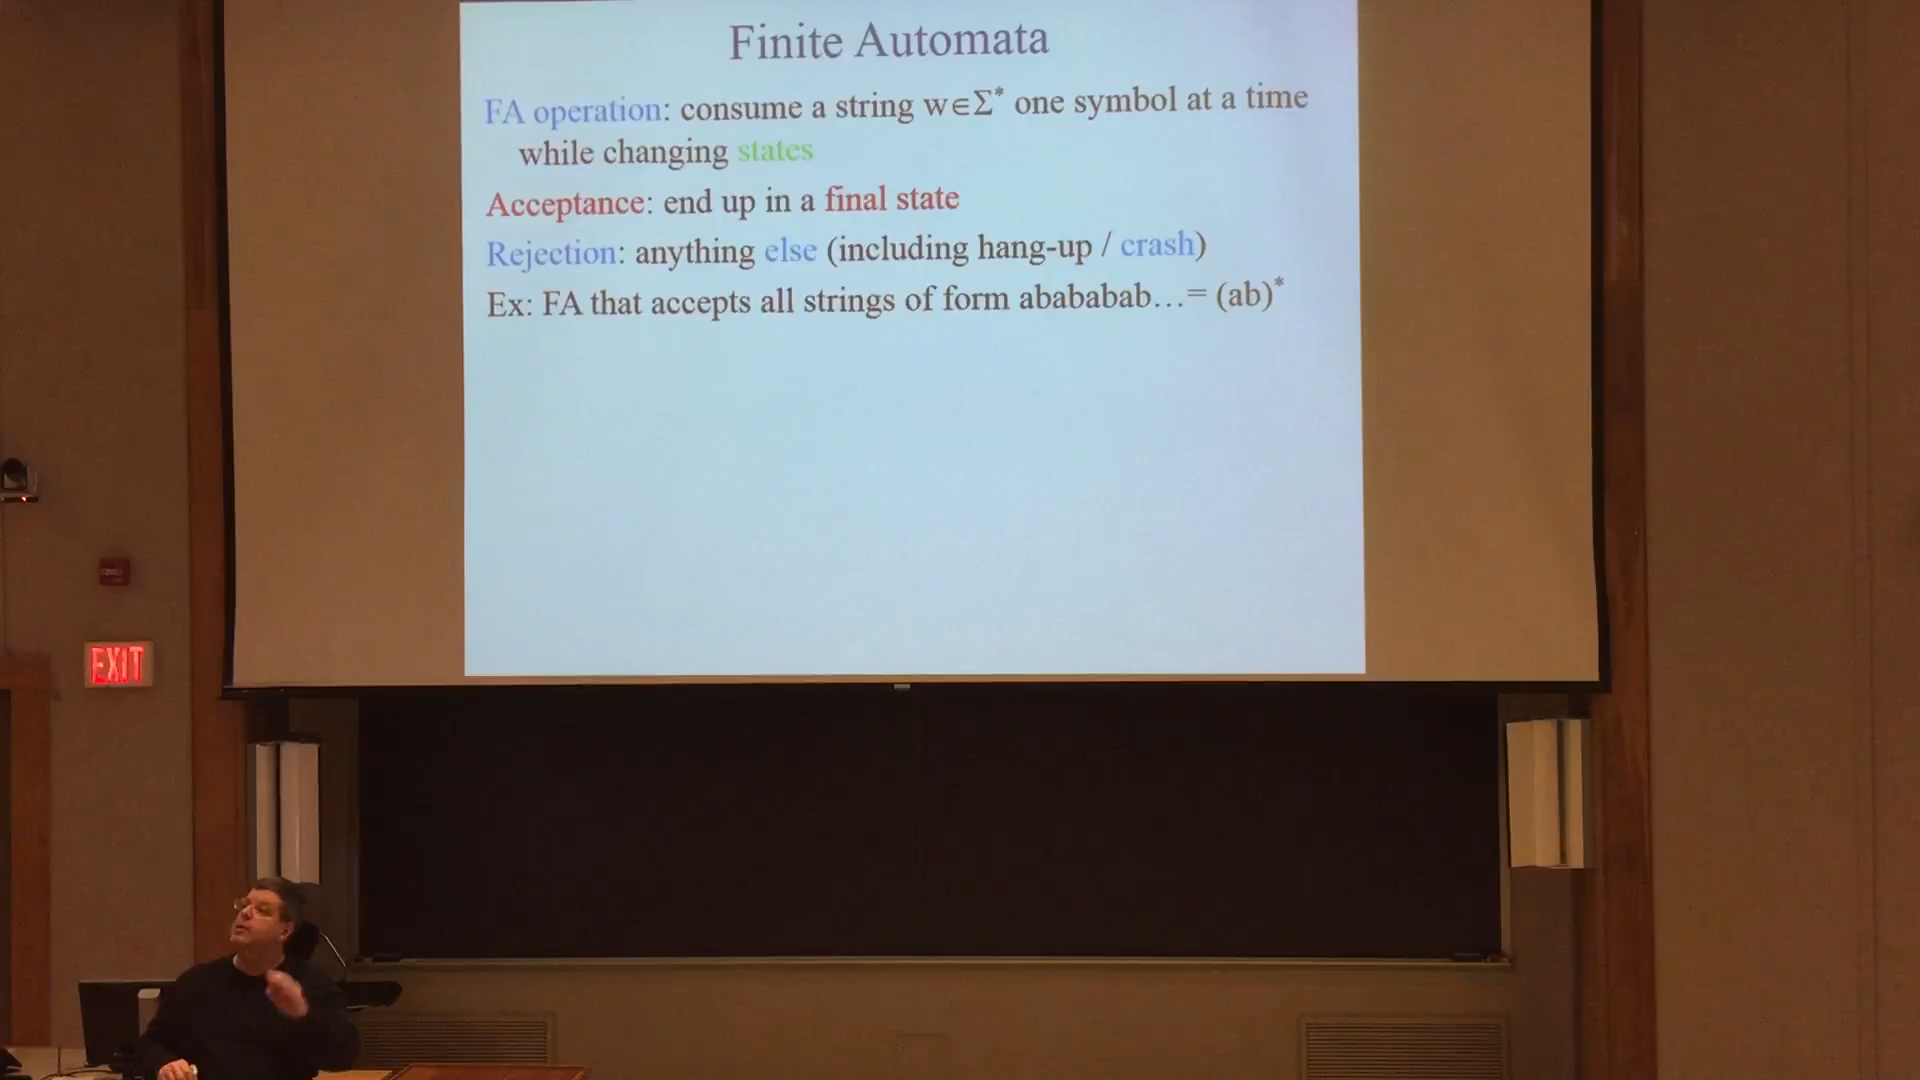 Finite Automata
FA operation: consume a string w∈Σ* one symbol at a time
while changing states
Acceptance: end up in a final state
Rejection: anything else (including hang-up / crash)
Ex: FA that accepts all strings of form abababab…= (ab)*
EXIT